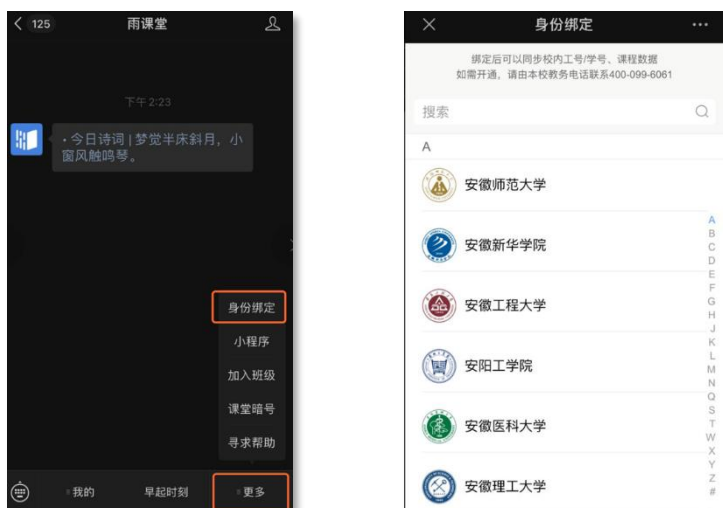 125
雨课堂
下午 2:23
·今日诗词 | 梦觉半床斜月，小
窗风触鸣琴。
身份绑定
小程序
加入班级
课堂暗号
寻求帮助
我的
早起时刻
更多
身份绑定
绑定后可以同步校内工号/学号、课程数据
如需开通，请由本校教务电话联系400-099-6061
搜索
A
安徽师范大学
安徽新华学院
安徽工程大学
安阳工学院
安徽医科大学
安徽理工大学
A
B
C
D
E
F
G
H
J
K
L
M
N
Q
S
T
W
X
Y
Z
#